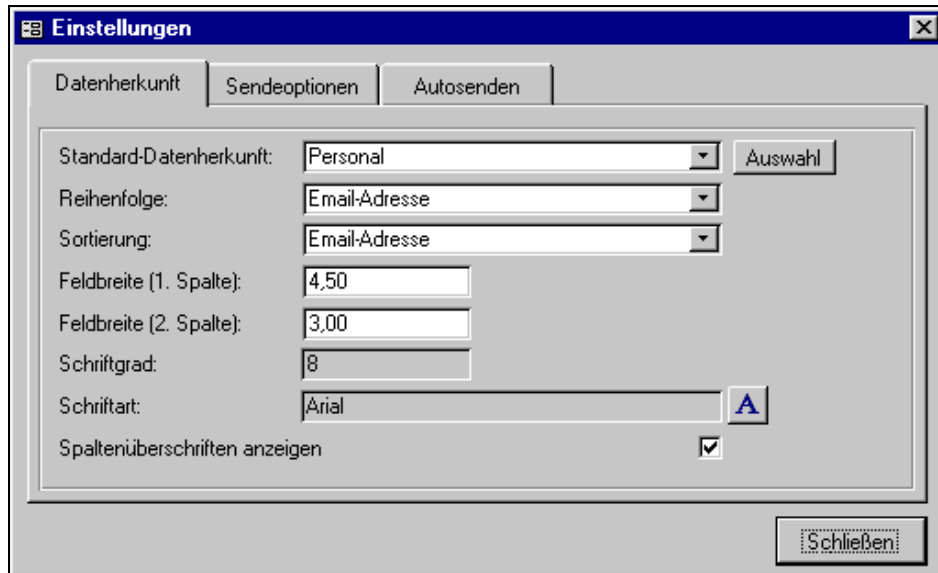 Einstellungen
Datenherkunft Sendeoptionen Autosenden
Standard-Datenherkunft: Personal Auswahl
Reihenfolge: Email-Adresse
Sortierung: Email-Adresse
Feldbreite (1. Spalte): 4,50
Feldbreite (2. Spalte): 3,00
Schriftgrad: 8
Schriftart: Arial A
Spaltenüberschriften anzeigen
Schließen